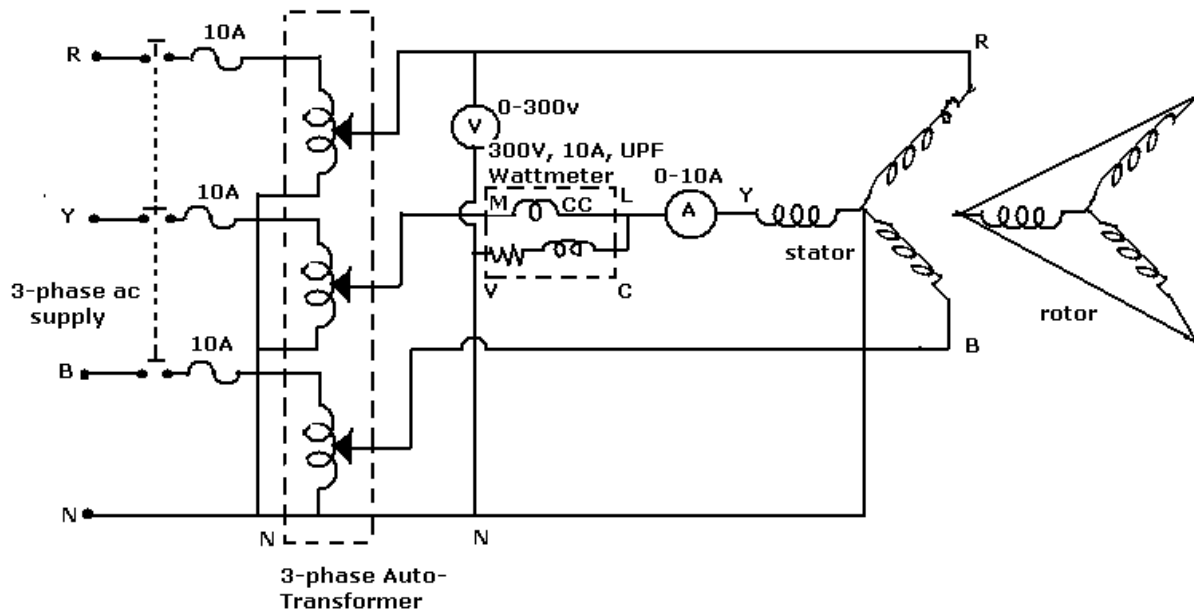 10A
R
R
0-300v
V
300V, 10A, UPF
Wattmeter
0-10A
10A
M
CC
L
Y
A
Y
stator
V
C
3-phase ac
supply
rotor
10A
B
B
N
N
N
3-phase Auto-
Transformer